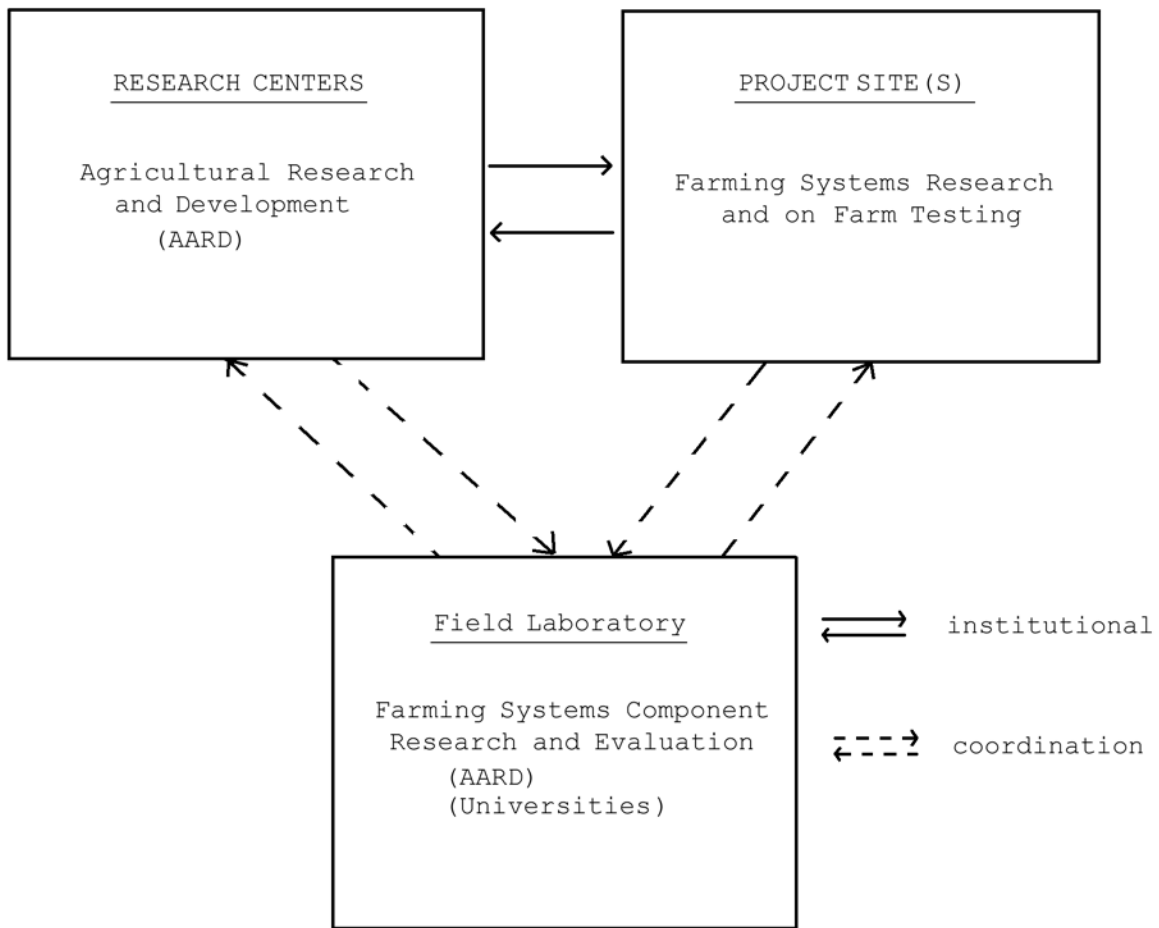 RESEARCH CENTERS
Agricultural Research
and Development
(AARD)
PROJECT SITE(S)
Farming Systems Research
and on Farm Testing
Field Laboratory
Farming Systems Component
Research and Evaluation
(AARD)
(Universities)
institutional
coordination